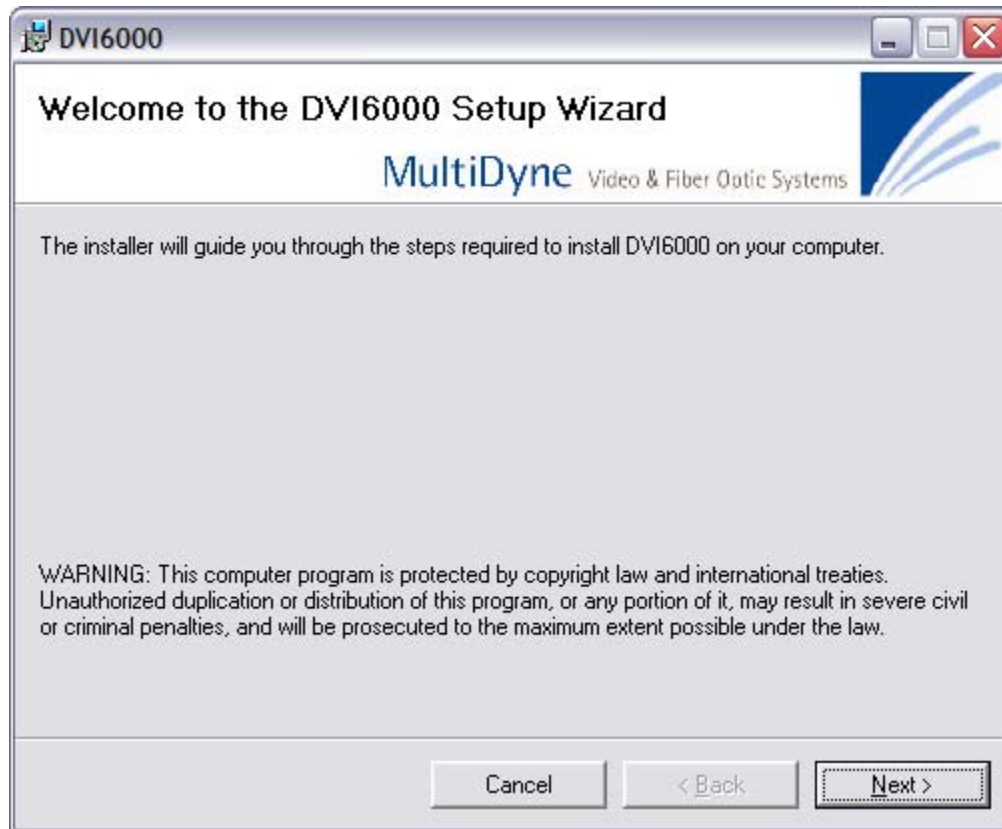 DVI6000
Welcome to the DVI6000 Setup Wizard
MultiDyne Video & Fiber Optic Systems
The installer will guide you through the steps required to install DVI6000 on your computer.
WARNING: This computer program is protected by copyright law and international treaties.
Unauthorized duplication or distribution of this program, or any portion of it, may result in severe civil
or criminal penalties, and will be prosecuted to the maximum extent possible under the law.
Cancel < Back Next >